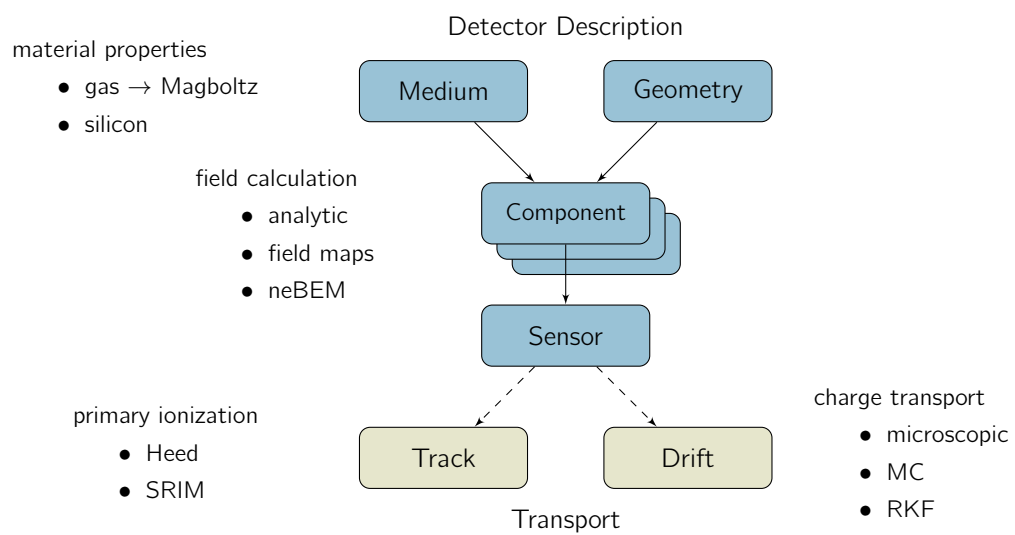 Detector Description
material properties
• gas → Magboltz
• silicon
Medium
Geometry
field calculation
• analytic
• field maps
• neBEM
Component
Sensor
primary ionization
• Heed
• SRIM
Track
Drift
charge transport
• microscopic
• MC
• RKF
Transport